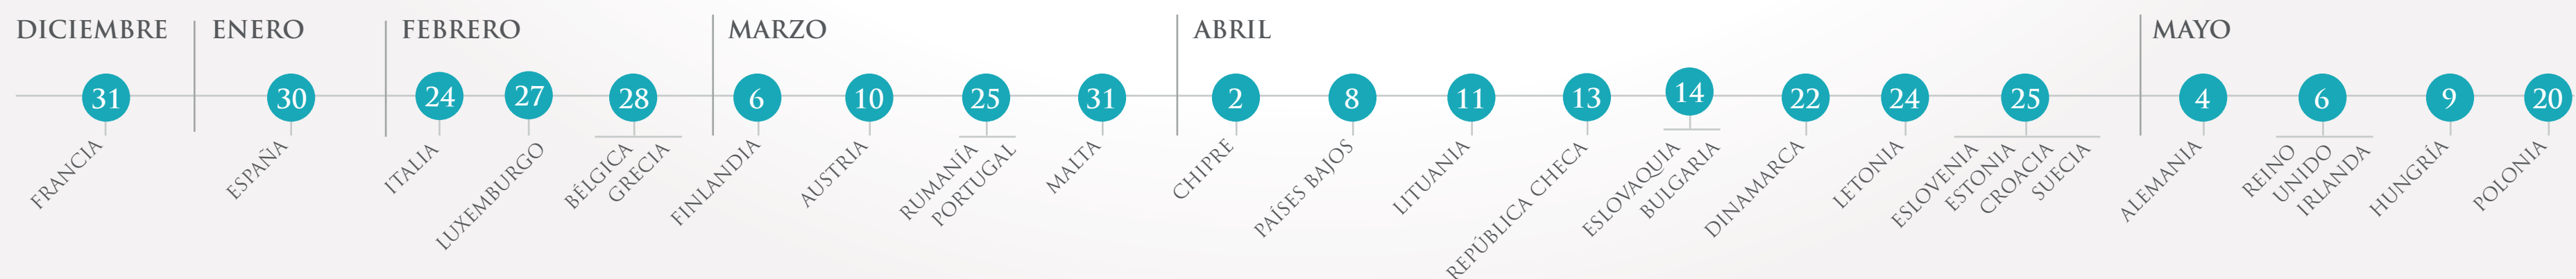 DICIEMBRE
31
FRANCIA
ENERO
30
ESPAÑA
FEBRERO
24
ITALIA
27
LUXEMBURGO
28
BÉLGICA
GRECIA
MARZO
6
FINLANDIA
10
AUSTRIA
25
RUMANÍA
PORTUGAL
31
MALTA
ABRIL
2
CHIPRE
8
PAÍSES BAJOS
11
LITUANIA
13
REPÚBLICA CHECA
14
ESLOVAQUIA
BULGARIA
22
DINAMARCA
24
LETONIA
25
ESLOVENIA
ESTONIA
CROACIA
SUECIA
MAYO
4
ALEMANIA
6
REINO
UNIDO
IRLANDA
9
HUNGRÍA
20
POLONIA